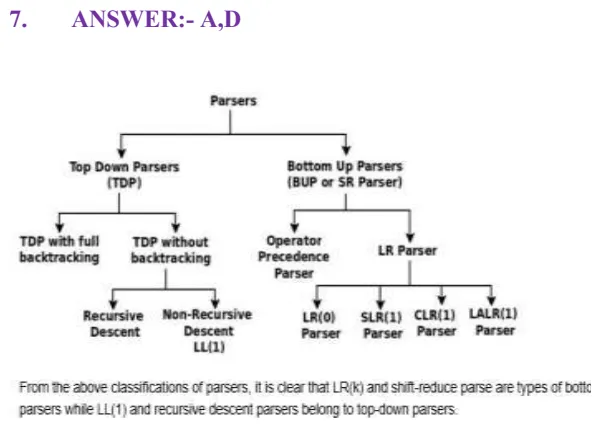 7. ANSWER:- A,D
Parsers
Top Down Parsers
(TDP)
Bottom Up Parsers
(BUP or SR Parser)
TDP with full
backtracking
TDP without
backtracking
Operator
Precedence
Parser
LR Parser
Recursive
Descent
Non-Recursive
Descent
LL(1)
LR(0)
Parser
SLR(1)
Parser
CLR(1)
Parser
LALR(1)
Parser
From the above classifications of parsers, it is clear that LR(k) and shift-reduce parse are types of botto
parsers while LL(1) and recursive descent parsers belong to top-down parsers.